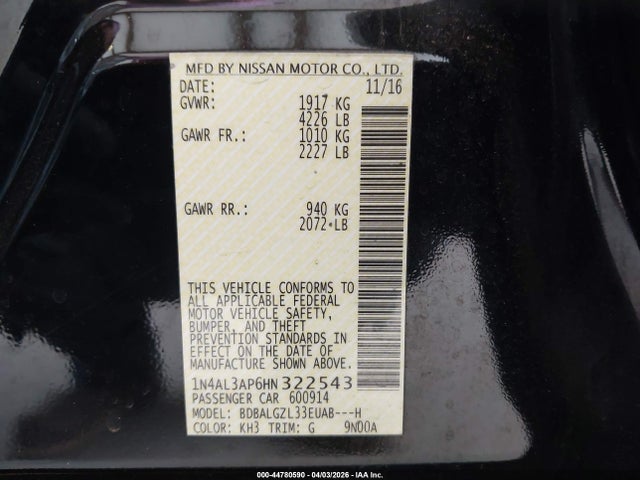 MFD BY NISSAN MOTOR CO., LTD.
DATE: 11/16
GVWR: 1917 KG
4226 LB
GAWR FR.: 1010 KG
2227 LB
GAWR RR.: 940 KG
2072 LB
THIS VEHICLE CONFORMS TO
ALL APPLICABLE FEDERAL
MOTOR VEHICLE SAFETY,
BUMPER, AND THEFT
PREVENTION STANDARDS IN
EFFECT ON THE DATE OF
MANUFACTURE SHOWN ABOVE.
1N4AL3AP6HN322543
PASSENGER CAR 600914
MODEL: BDBALGZL33EUAB---H
COLOR: KH3 TRIM: G 9N00A
000-44780590 - 04/03/2026 - IAAI.COM